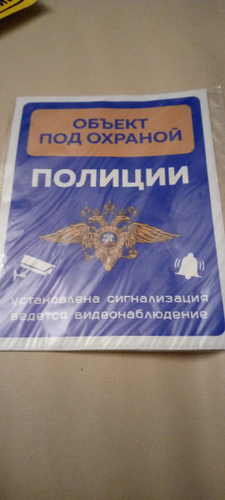 ОБЪЕКТ
ПОД ОХРАНОЙ
ПОЛИЦИИ
установлена сигнализация
ведется видеонаблюдение